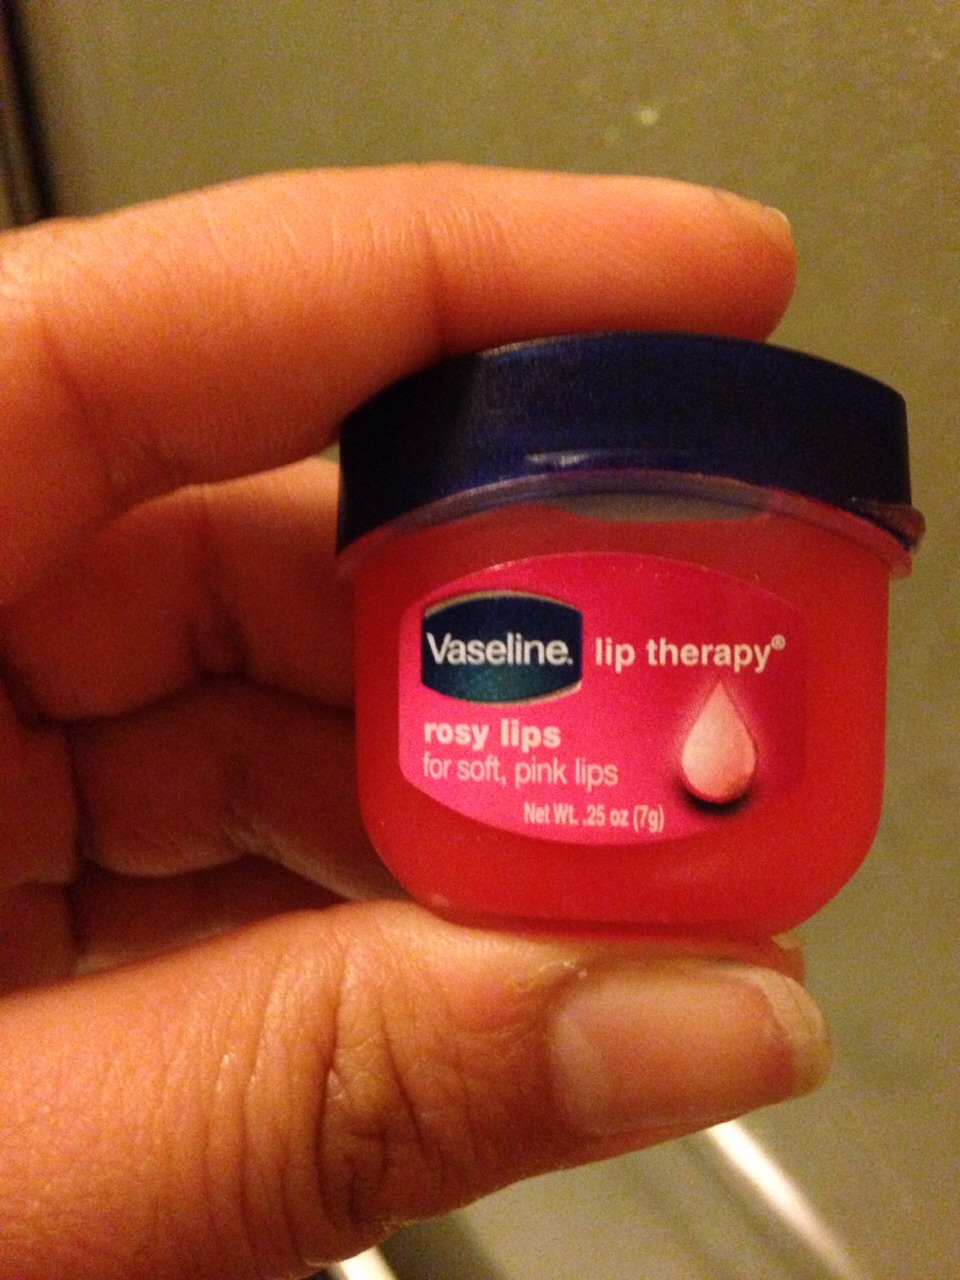 Vaseline. lip therapy®
rosy lips
for soft, pink lips
Net Wt. .25 oz (7g)